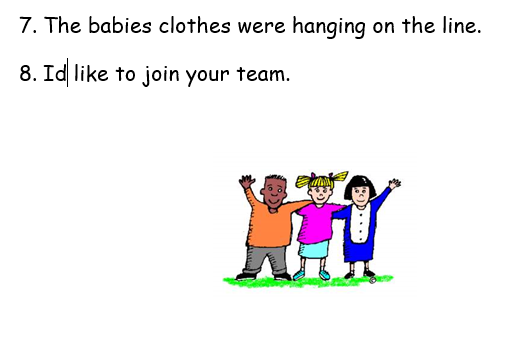 7. The babies clothes were hanging on the line.
8. Id like to join your team.